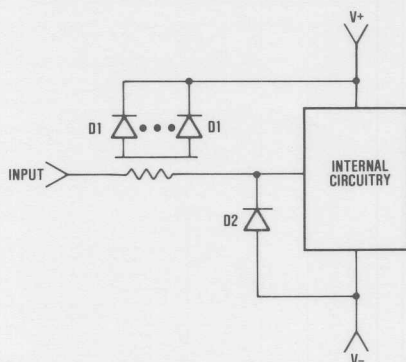 V+
D1
D1
INPUT
INTERNAL
CIRCUITRY
D2
V-